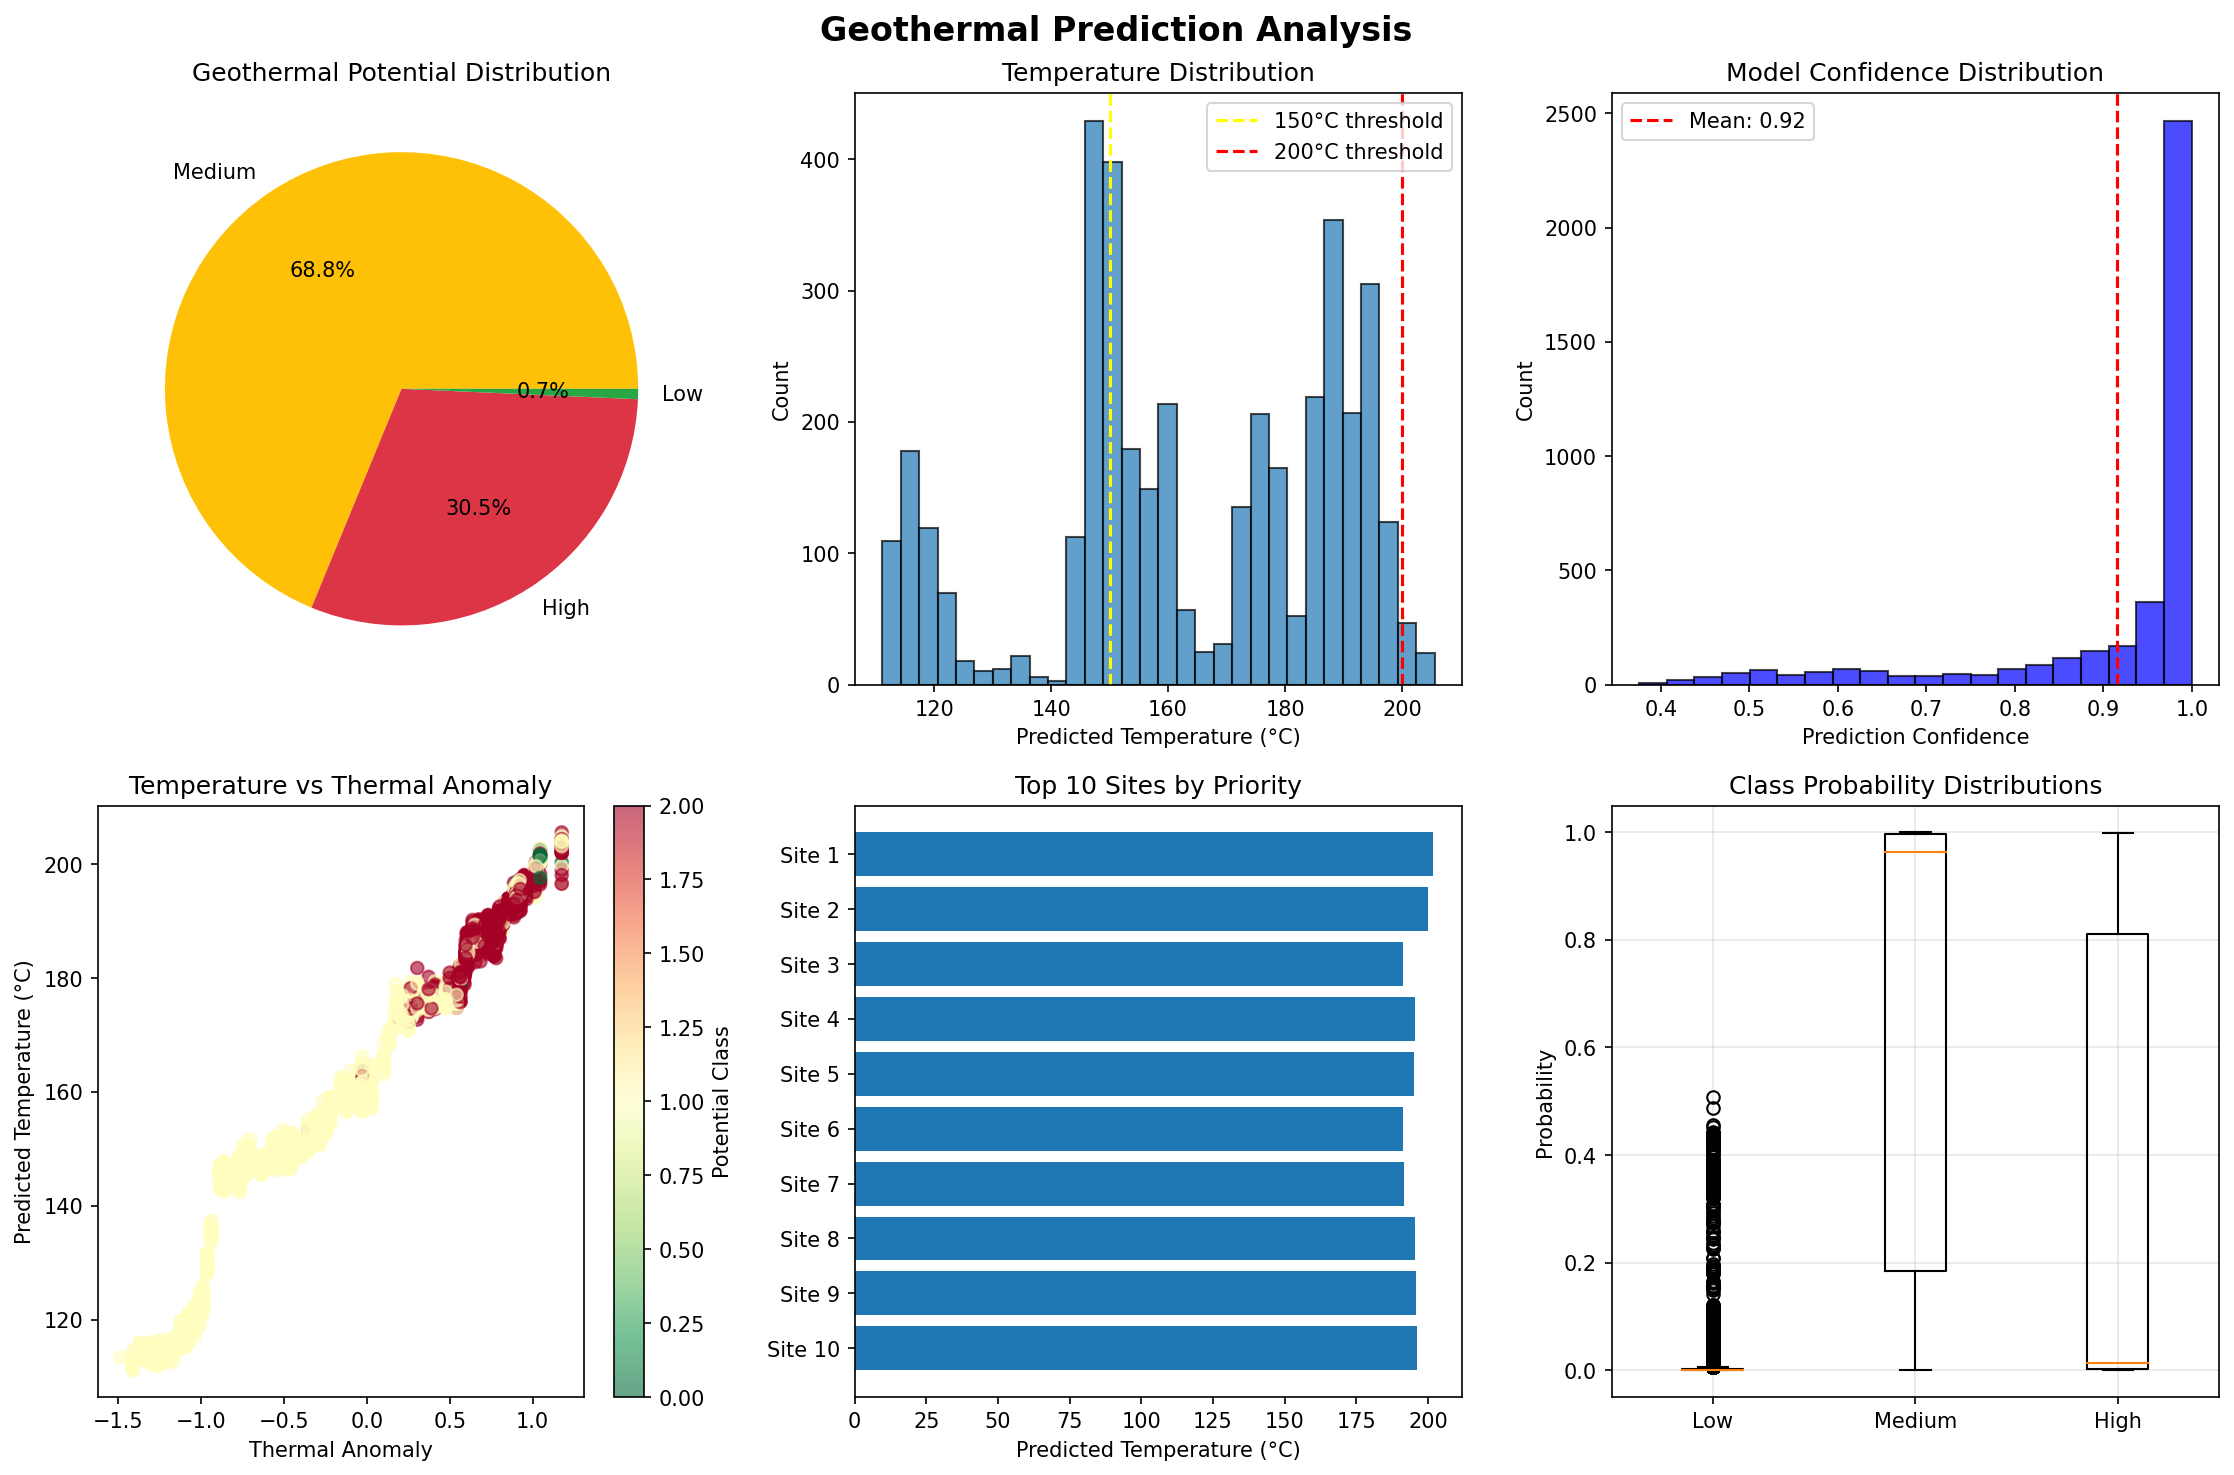 Geothermal Prediction Analysis
Geothermal Potential Distribution
Medium
68.8%
0.7%
Low
30.5%
High
Temperature Distribution
150°C threshold
200°C threshold
Count
400
300
200
100
0
120
140
160
180
200
Predicted Temperature (°C)
Model Confidence Distribution
Mean: 0.92
Count
2500
2000
1500
1000
500
0
0.4
0.5
0.6
0.7
0.8
0.9
1.0
Prediction Confidence
Temperature vs Thermal Anomaly
Predicted Temperature (°C)
200
180
160
140
120
−1.5
−1.0
−0.5
0.0
0.5
1.0
Thermal Anomaly
2.00
1.75
1.50
1.25
1.00
0.75
0.50
0.25
0.00
Potential Class
Top 10 Sites by Priority
Site 1
Site 2
Site 3
Site 4
Site 5
Site 6
Site 7
Site 8
Site 9
Site 10
0
25
50
75
100
125
150
175
200
Predicted Temperature (°C)
Class Probability Distributions
Probability
1.0
0.8
0.6
0.4
0.2
0.0
Low
Medium
High